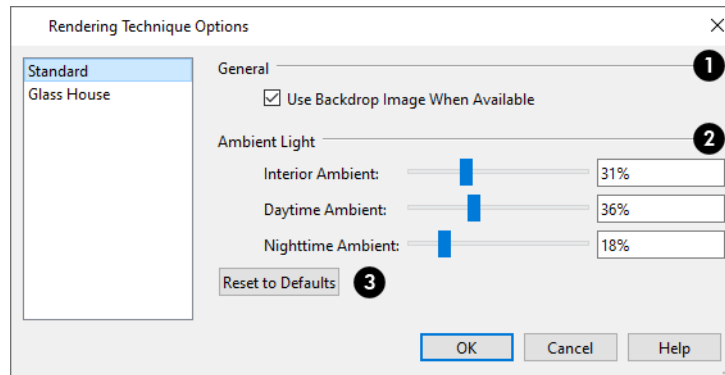 Rendering Technique Options
Standard
Glass House
General
1
Use Backdrop Image When Available
Ambient Light
2
Interior Ambient: 31%
Daytime Ambient: 36%
Nighttime Ambient: 18%
Reset to Defaults
3
OK Cancel Help